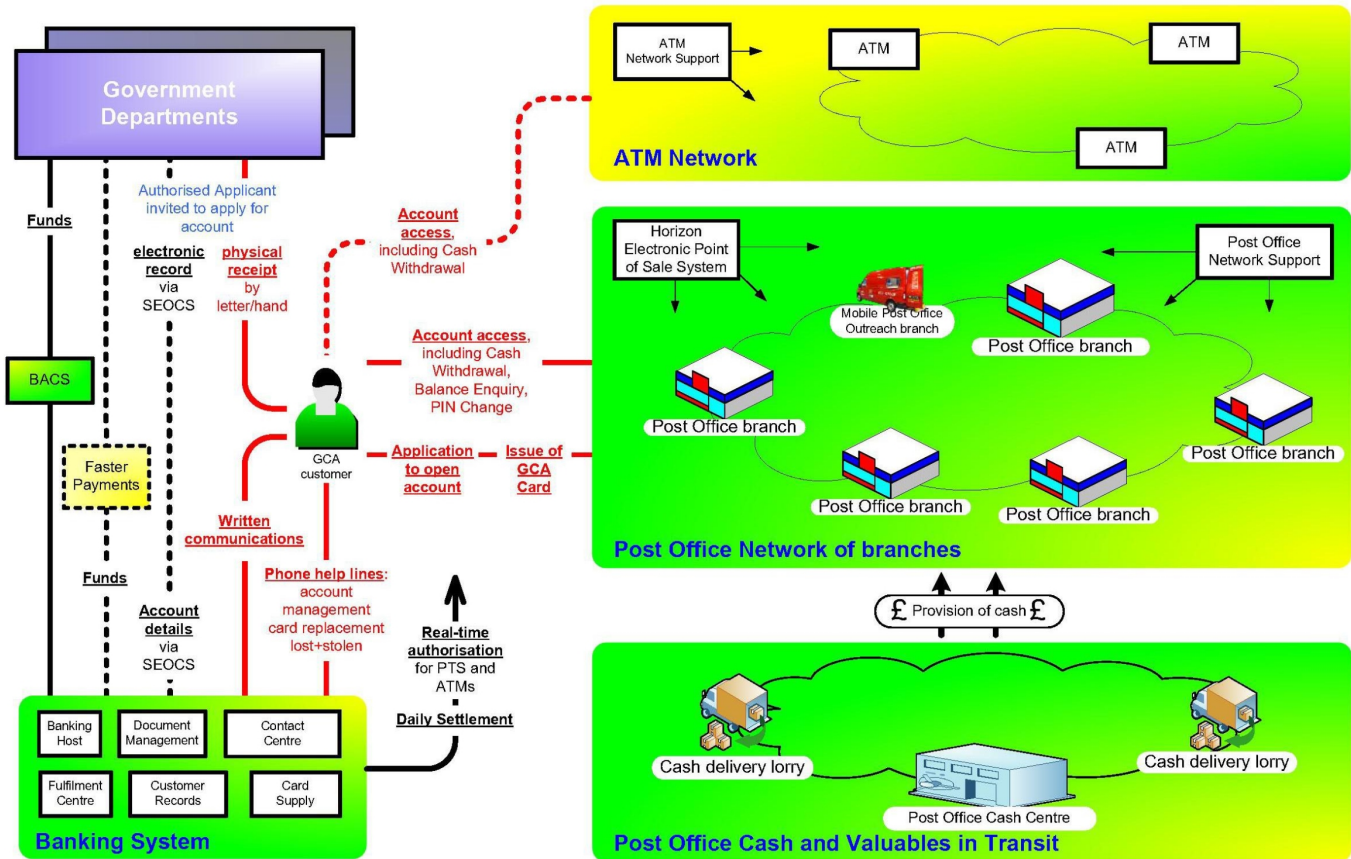 Government
Departments
Authorised Applicant
invited to apply for
account
Funds
electronic
record
via
SEOCS
physical
receipt
by
letter/hand
BACS
Faster
Payments
Funds
Account
details
via
SEOCS
Written
communications
Phone help lines:
account
management
card replacement
lost+stolen
GCA
customer
Account
access,
including Cash
Withdrawal
Account access,
including Cash
Withdrawal,
Balance Enquiry,
PIN Change
Application
to open
account
Issue of
GCA
Card
Real-time
authorisation
for PTS and
ATMs
Daily Settlement
Banking
Host
Document
Management
Contact
Centre
Fulfilment
Centre
Customer
Records
Card
Supply
Banking System
ATM
Network Support
ATM
ATM
ATM
ATM Network
Horizon
Electronic Point
of Sale System
Post Office
Network Support
Mobile Post Office
Outreach branch
Post Office branch
Post Office branch
Post Office branch
Post Office branch
Post Office branch
Post Office Network of branches
£ Provision of cash £
Cash delivery lorry
Cash delivery lorry
Post Office Cash Centre
Post Office Cash and Valuables in Transit